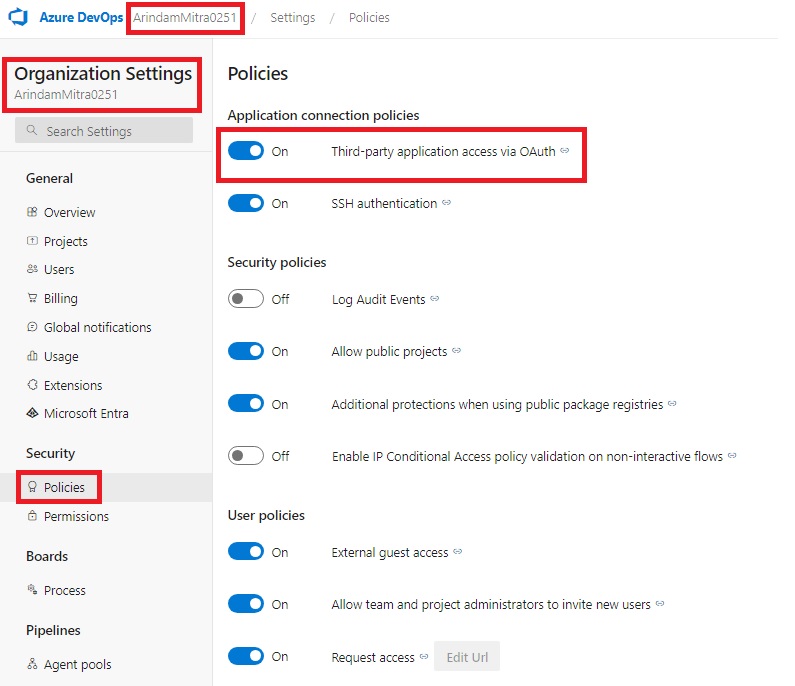 Azure DevOps ArindamMitra0251 / Settings / Policies
Organization Settings
ArindamMitra0251
Search Settings
General
Overview
Projects
Users
Billing
Global notifications
Usage
Extensions
Microsoft Entra
Security
Policies
Permissions
Boards
Process
Pipelines
Agent pools
Policies
Application connection policies
On Third-party application access via OAuth
On SSH authentication
Security policies
Off Log Audit Events
On Allow public projects
On Additional protections when using public package registries
Off Enable IP Conditional Access policy validation on non-interactive flows
User policies
On External guest access
On Allow team and project administrators to invite new users
On Request access Edit Url